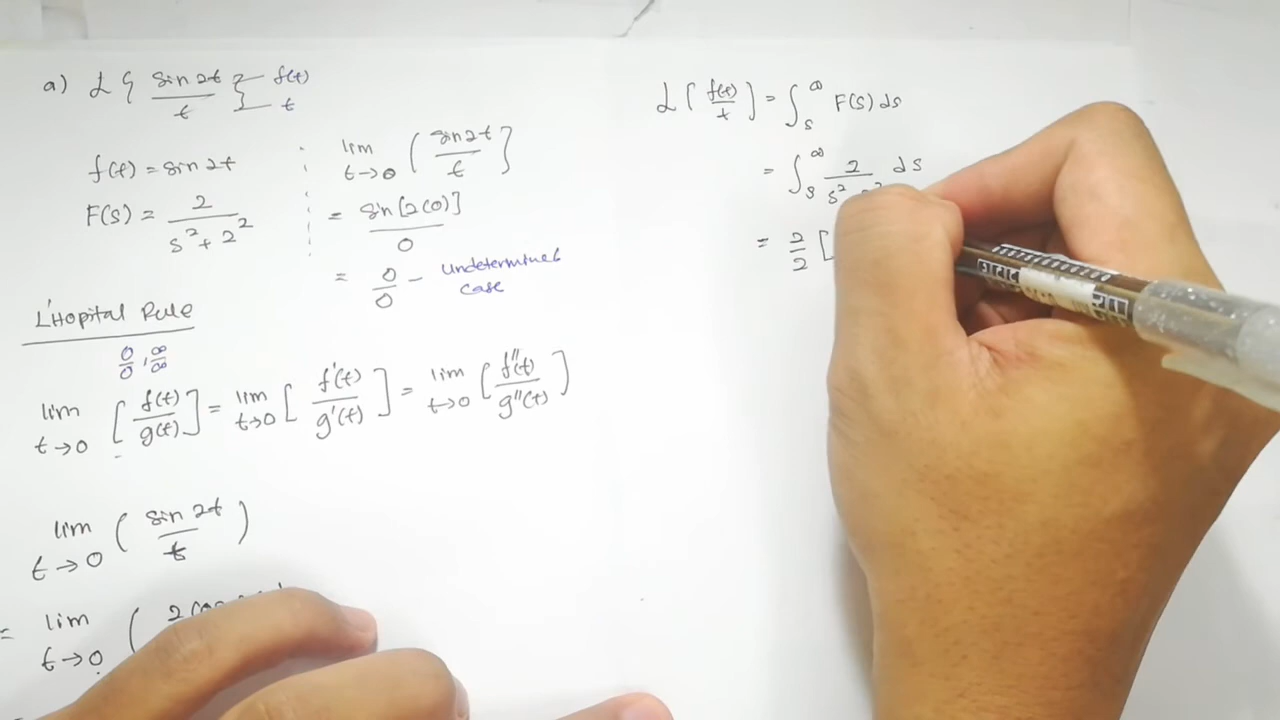 a) ℒ { sin 2t / t } f(t) / t
f(t) = sin 2t
F(s) = 2 / s² + 2²
lim t→0 ( sin 2t / t )
= sin [2(0)] / 0
= 0/0 - undetermined case
L'Hopital Rule
0/0 , ∞/∞
lim t→0 [ f(t) / g(t) ] = lim t→0 [ f'(t) / g'(t) ] = lim t→0 [ f''(t) / g''(t) ]
lim t→0 ( sin 2t / t )
= lim t→0 ( 2
ℒ [ f(t) / t ] = ∫ₛ^∞ F(s) ds
= ∫ₛ^∞ 2 / s² ds
= 2/2 [